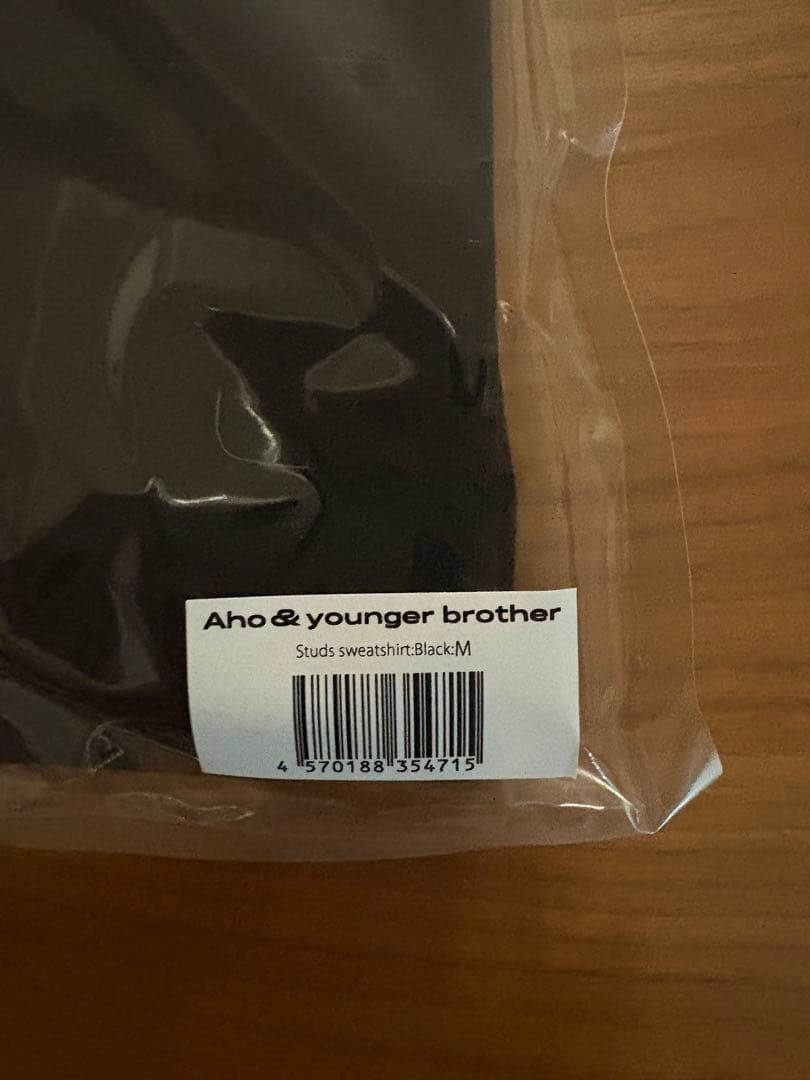 Aho & younger brother
Studs sweatshirt:Black:M
4 570188 354715